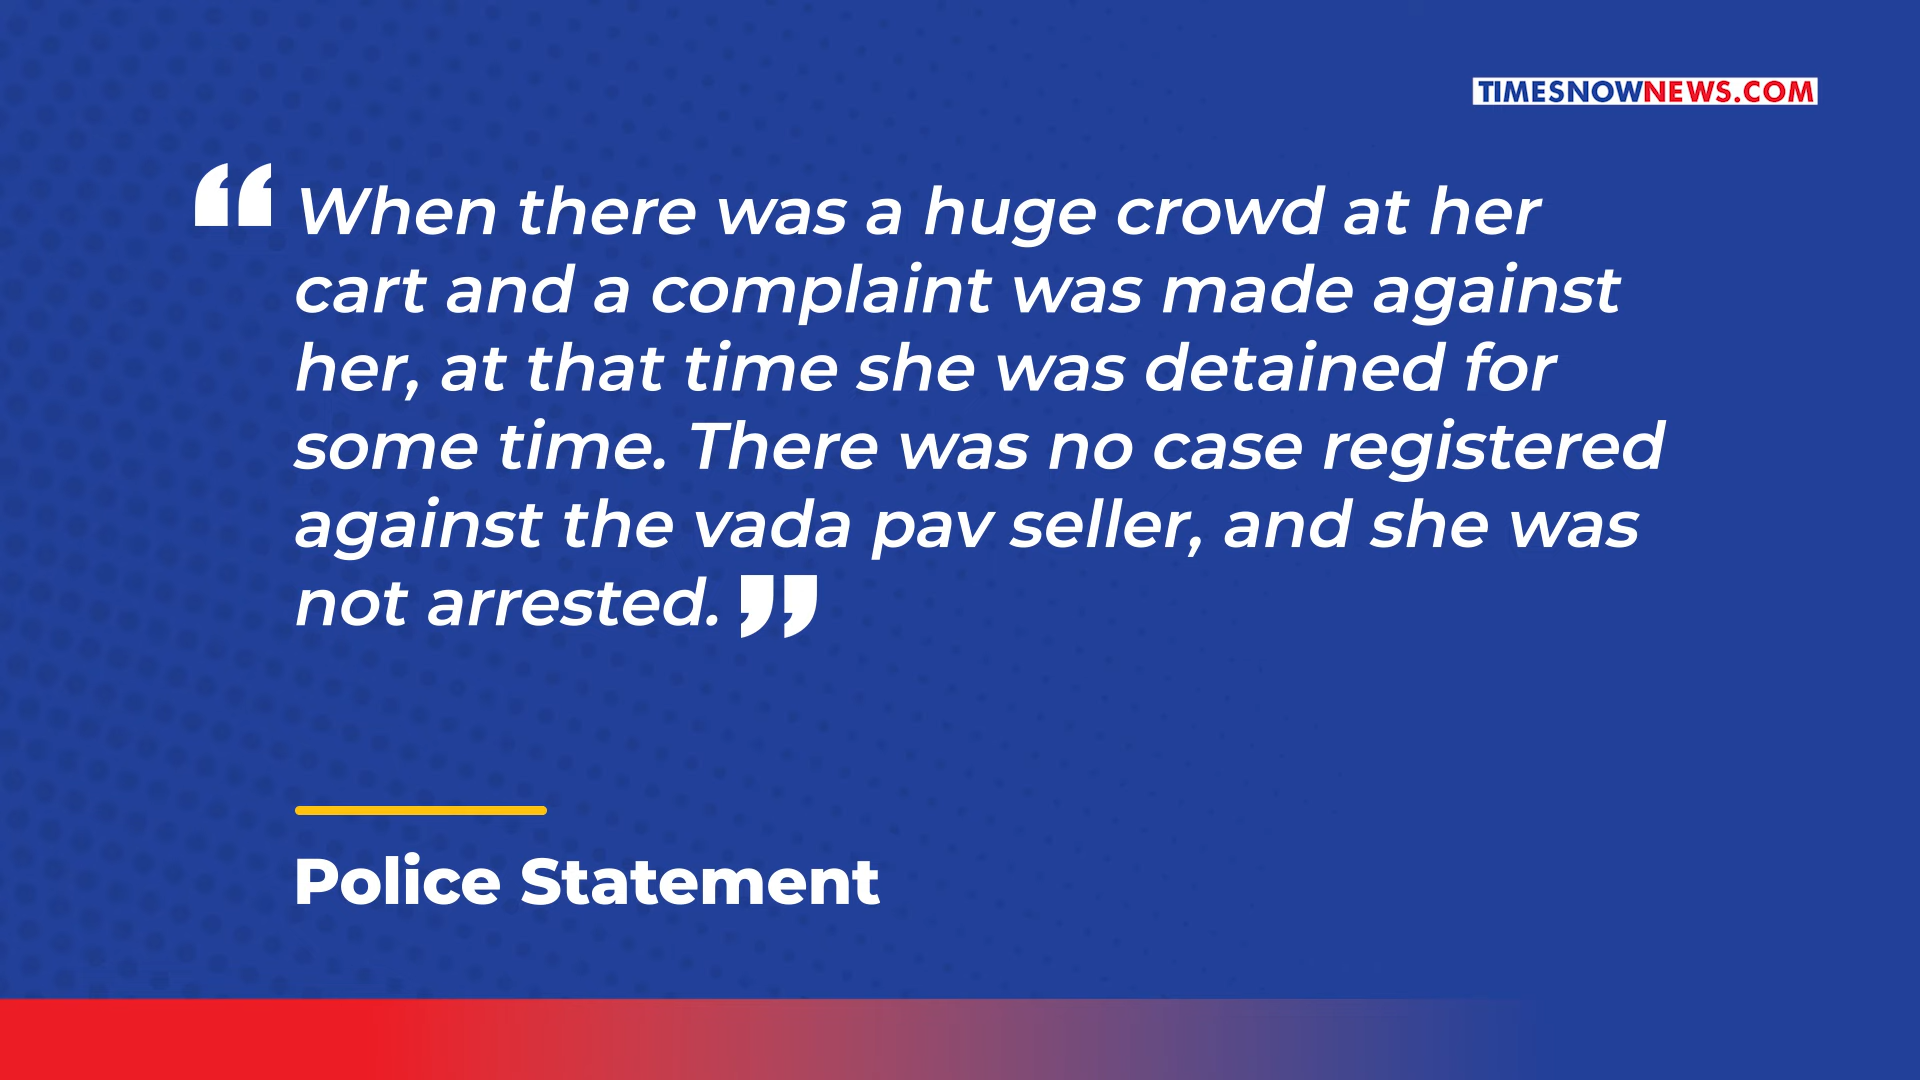 TIMESNOWNEWS.COM
“When there was a huge crowd at her
cart and a complaint was made against
her, at that time she was detained for
some time. There was no case registered
against the vada pav seller, and she was
not arrested.”
Police Statement